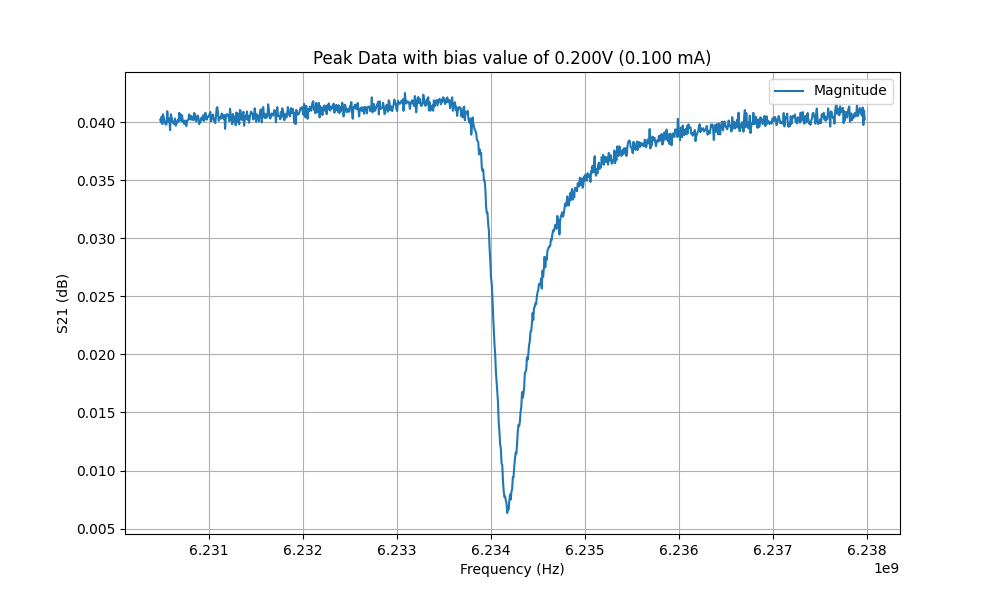 Peak Data with bias value of 0.200V (0.100 mA)
Magnitude
0.040
0.035
0.030
0.025
0.020
0.015
0.010
0.005
S21 (dB)
6.231 6.232 6.233 6.234 6.235 6.236 6.237 6.238
1e9
Frequency (Hz)